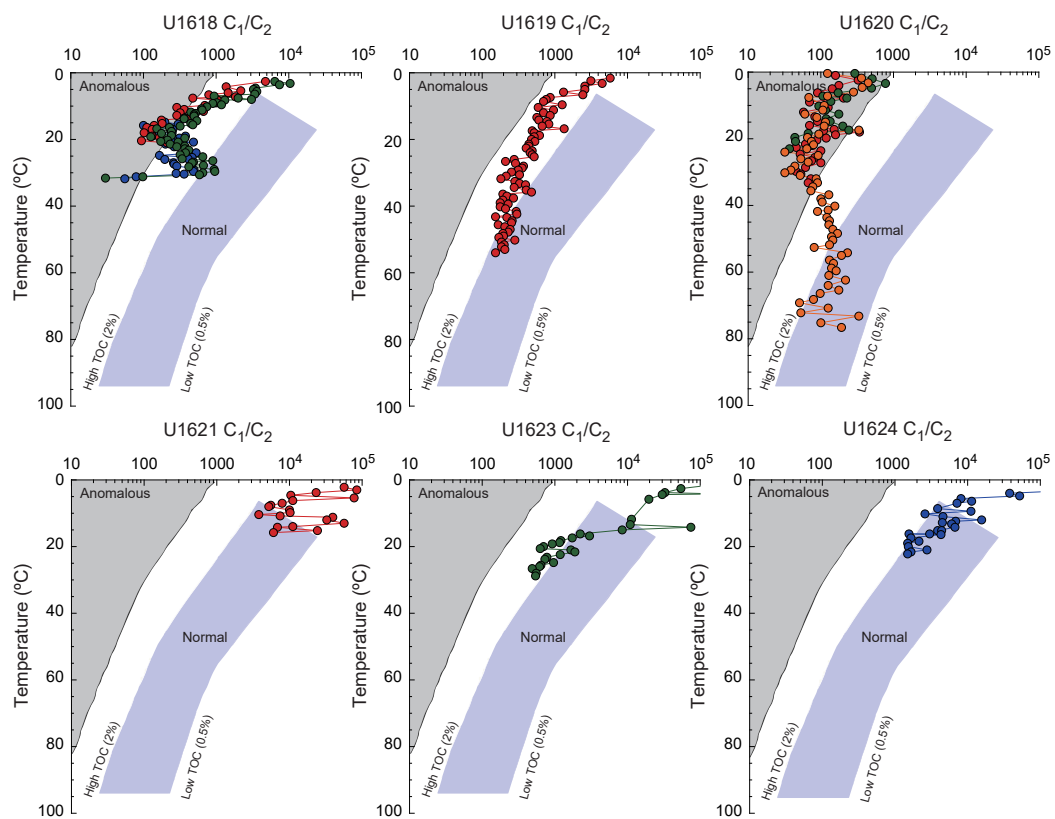 U1618 C₁/C₂
U1619 C₁/C₂
U1620 C₁/C₂
10 100 1000 10⁴ 10⁵
10 100 1000 10⁴ 10⁵
10 100 1000 10⁴ 10⁵
0
20
40
60
80
100
Temperature (ºC)
Anomalous
Normal
High TOC (2%)
Low TOC (0.5%)
0
20
40
60
80
100
Temperature (ºC)
Anomalous
Normal
High TOC (2%)
Low TOC (0.5%)
0
20
40
60
80
100
Temperature (ºC)
Anomalous
Normal
High TOC (2%)
Low TOC (0.5%)
U1621 C₁/C₂
U1623 C₁/C₂
U1624 C₁/C₂
10 100 1000 10⁴ 10⁵
10 100 1000 10⁴ 10⁵
10 100 1000 10⁴ 10⁵
0
20
40
60
80
100
Temperature (ºC)
Anomalous
Normal
High TOC (2%)
Low TOC (0.5%)
0
20
40
60
80
100
Temperature (ºC)
Anomalous
Normal
High TOC (2%)
Low TOC (0.5%)
0
20
40
60
80
100
Temperature (ºC)
Anomalous
Normal
High TOC (2%)
Low TOC (0.5%)